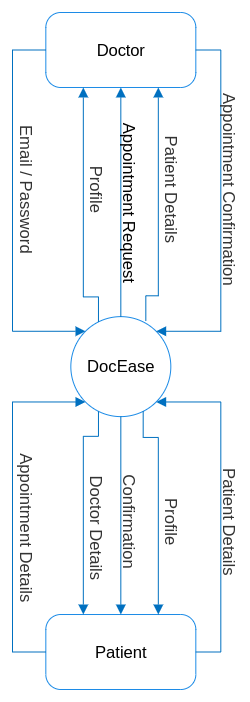 Doctor
Email / Password
Profile
Appointment Request
Patient Details
Appointment Confirmation
DocEase
Appointment Details
Doctor Details
Confirmation
Profile
Patient Details
Patient